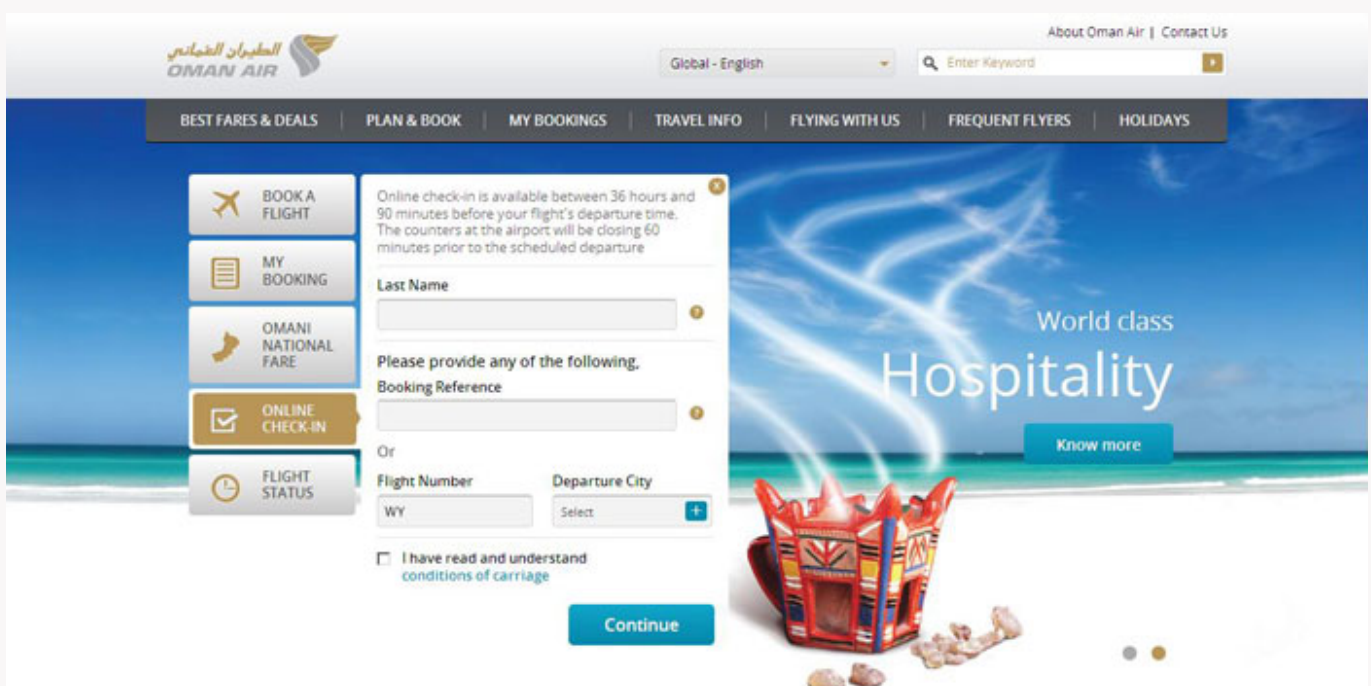 About Oman Air | Contact Us
الطيران العُماني
OMAN AIR
Global - English
Enter Keyword
BEST FARES & DEALS | PLAN & BOOK | MY BOOKINGS | TRAVEL INFO | FLYING WITH US | FREQUENT FLYERS | HOLIDAYS
BOOK A
FLIGHT
MY
BOOKING
OMANI
NATIONAL
FARE
ONLINE
CHECK-IN
FLIGHT
STATUS
Online check-in is available between 36 hours and
90 minutes before your flight's departure time.
The counters at the airport will be closing 60
minutes prior to the scheduled departure
Last Name
Please provide any of the following,
Booking Reference
Or
Flight Number Departure City
WY Select
I have read and understand
conditions of carriage
Continue
World class
Hospitality
Know more